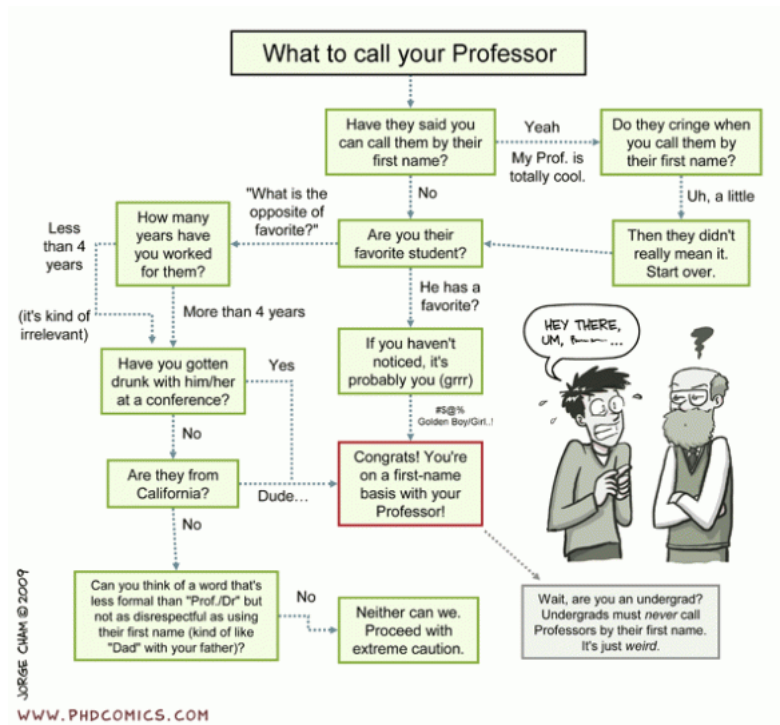 What to call your Professor
Have they said you
can call them by their
first name?
Yeah
My Prof. is
totally cool.
Do they cringe when
you call them by
their first name?
No
Uh, a little
"What is the
opposite of
favorite?"
Less
than 4
years
How many
years have
you worked
for them?
Are you their
favorite student?
Then they didn't
really mean it.
Start over.
He has a
favorite?
(it's kind of
irrelevant)
More than 4 years
If you haven't
noticed, it's
probably you (grrr)
HEY THERE,
UM,
...
?
Have you gotten
drunk with him/her
at a conference?
Yes
#$@%
Golden Boy/Girl..!
No
Congrats! You're
on a first-name
basis with your
Professor!
Are they from
California?
Dude...
No
Can you think of a word that's
less formal than "Prof./Dr" but
not as disrespectful as using
their first name (kind of like
"Dad" with your father)?
No
Neither can we.
Proceed with
extreme caution.
Wait, are you an undergrad?
Undergrads must never call
Professors by their first name.
It's just weird.
JORGE CHAM © 2009
WWW.PHDCOMICS.COM